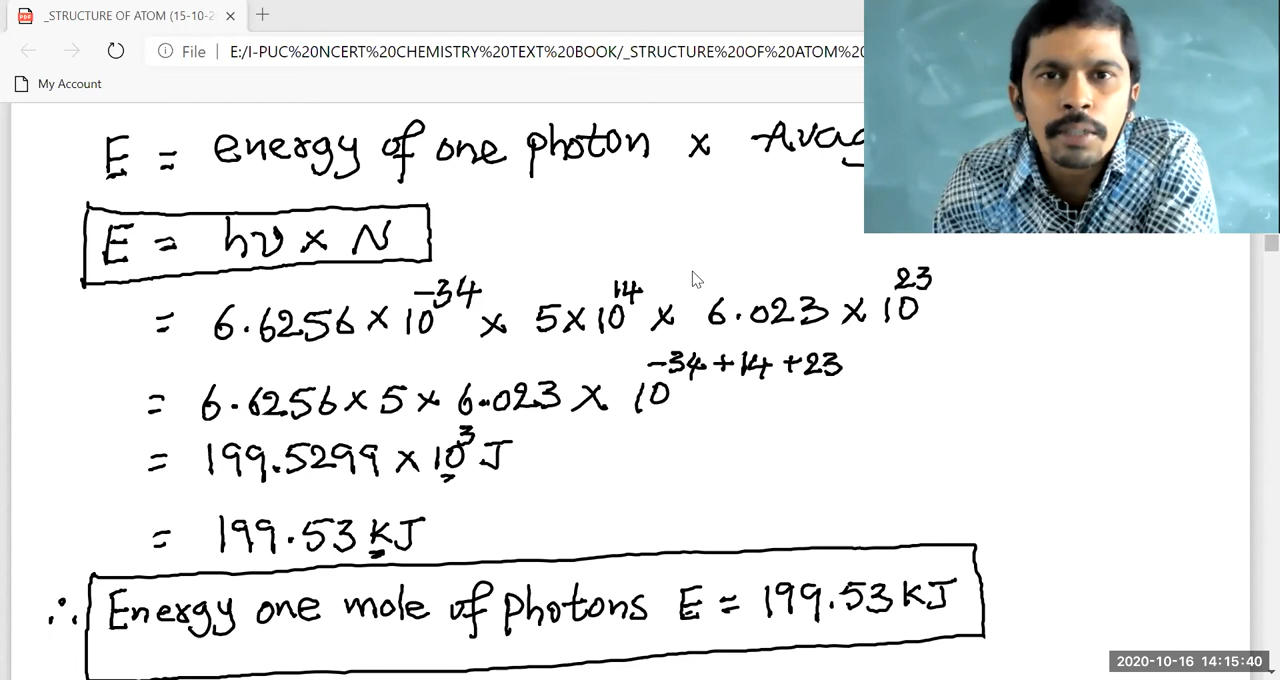 _STRUCTURE OF ATOM (15-10-2
File E:/I-PUC%20NCERT%20CHEMISTRY%20TEXT%20BOOK/_STRUCTURE%20OF%20ATOM%20
My Account
E = energy of one photon × Avag
E = hν × N
= 6.6256 × 10^-34 × 5×10^14 × 6.023 × 10^23
= 6.6256 × 5 × 6.023 × 10^-34+14+23
= 199.5299 × 10^3 J
= 199.53 KJ
∴ Energy one mole of photons E = 199.53 KJ
2020-10-16 14:15:40